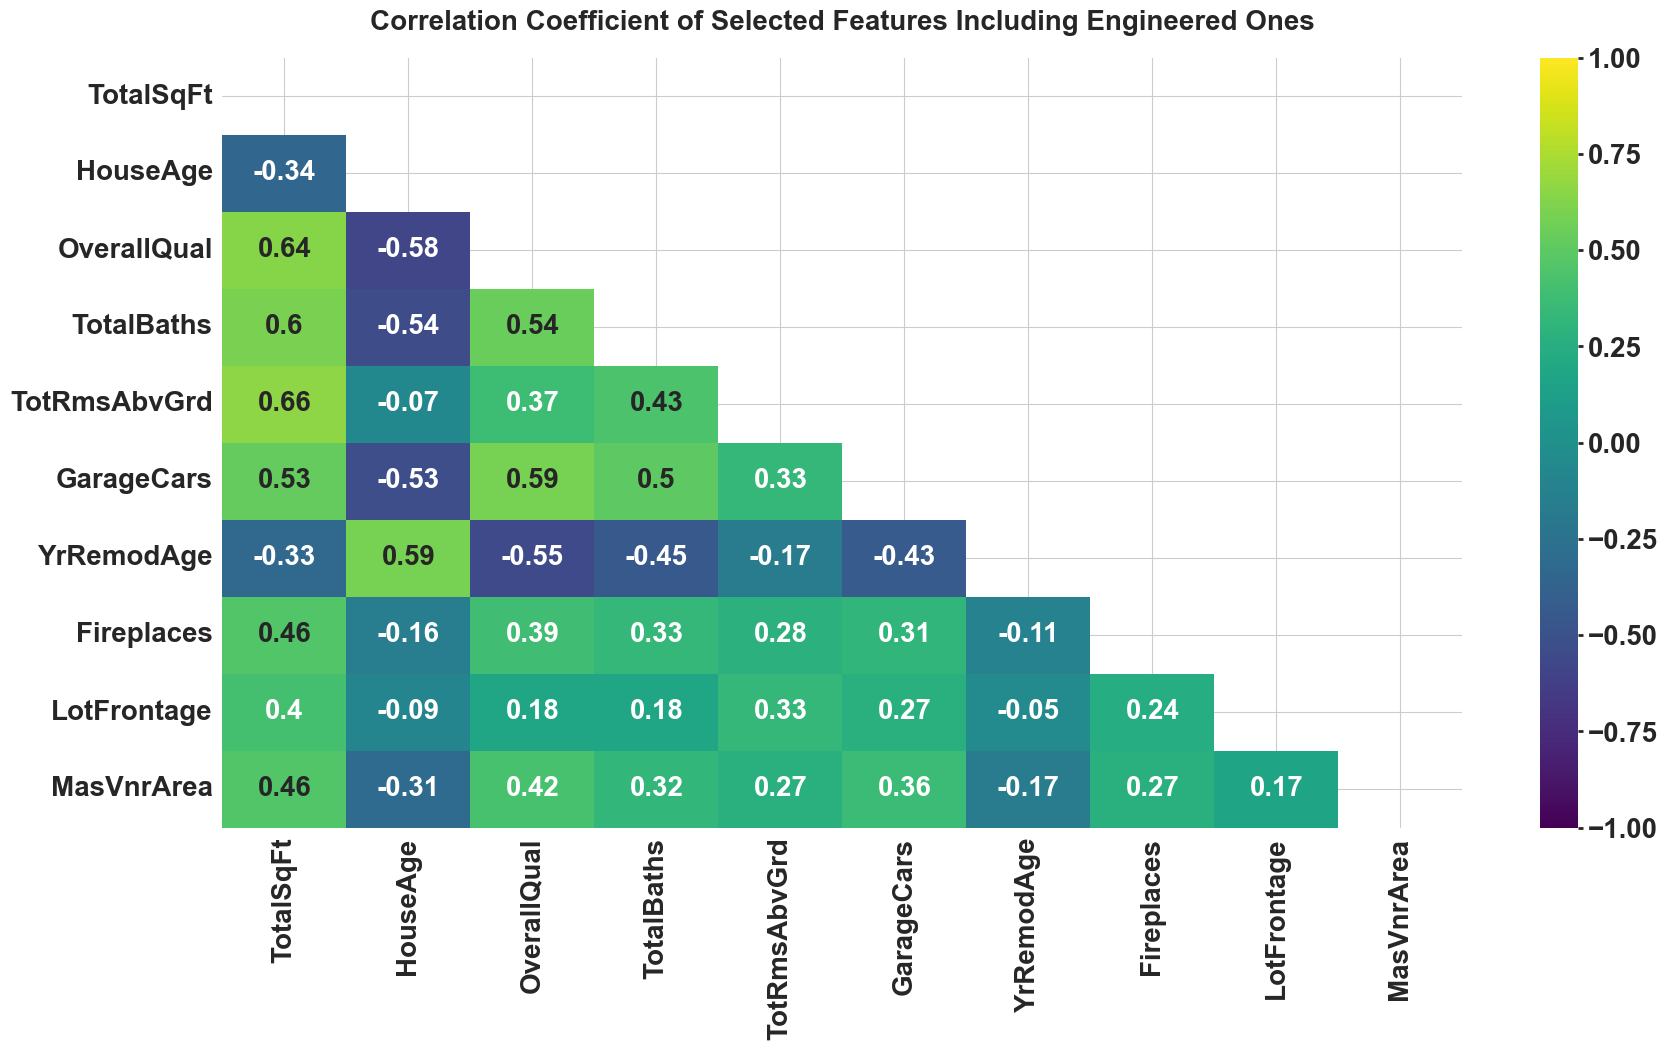 Correlation Coefficient of Selected Features Including Engineered Ones
TotalSqFt
HouseAge -0.34
OverallQual 0.64 -0.58
TotalBaths 0.6 -0.54 0.54
TotRmsAbvGrd 0.66 -0.07 0.37 0.43
GarageCars 0.53 -0.53 0.59 0.5 0.33
YrRemodAge -0.33 0.59 -0.55 -0.45 -0.17 -0.43
Fireplaces 0.46 -0.16 0.39 0.33 0.28 0.31 -0.11
LotFrontage 0.4 -0.09 0.18 0.18 0.33 0.27 -0.05 0.24
MasVnrArea 0.46 -0.31 0.42 0.32 0.27 0.36 -0.17 0.27 0.17
TotalSqFt
HouseAge
OverallQual
TotalBaths
TotRmsAbvGrd
GarageCars
YrRemodAge
Fireplaces
LotFrontage
MasVnrArea
1.00
0.75
0.50
0.25
0.00
−0.25
−0.50
−0.75
−1.00